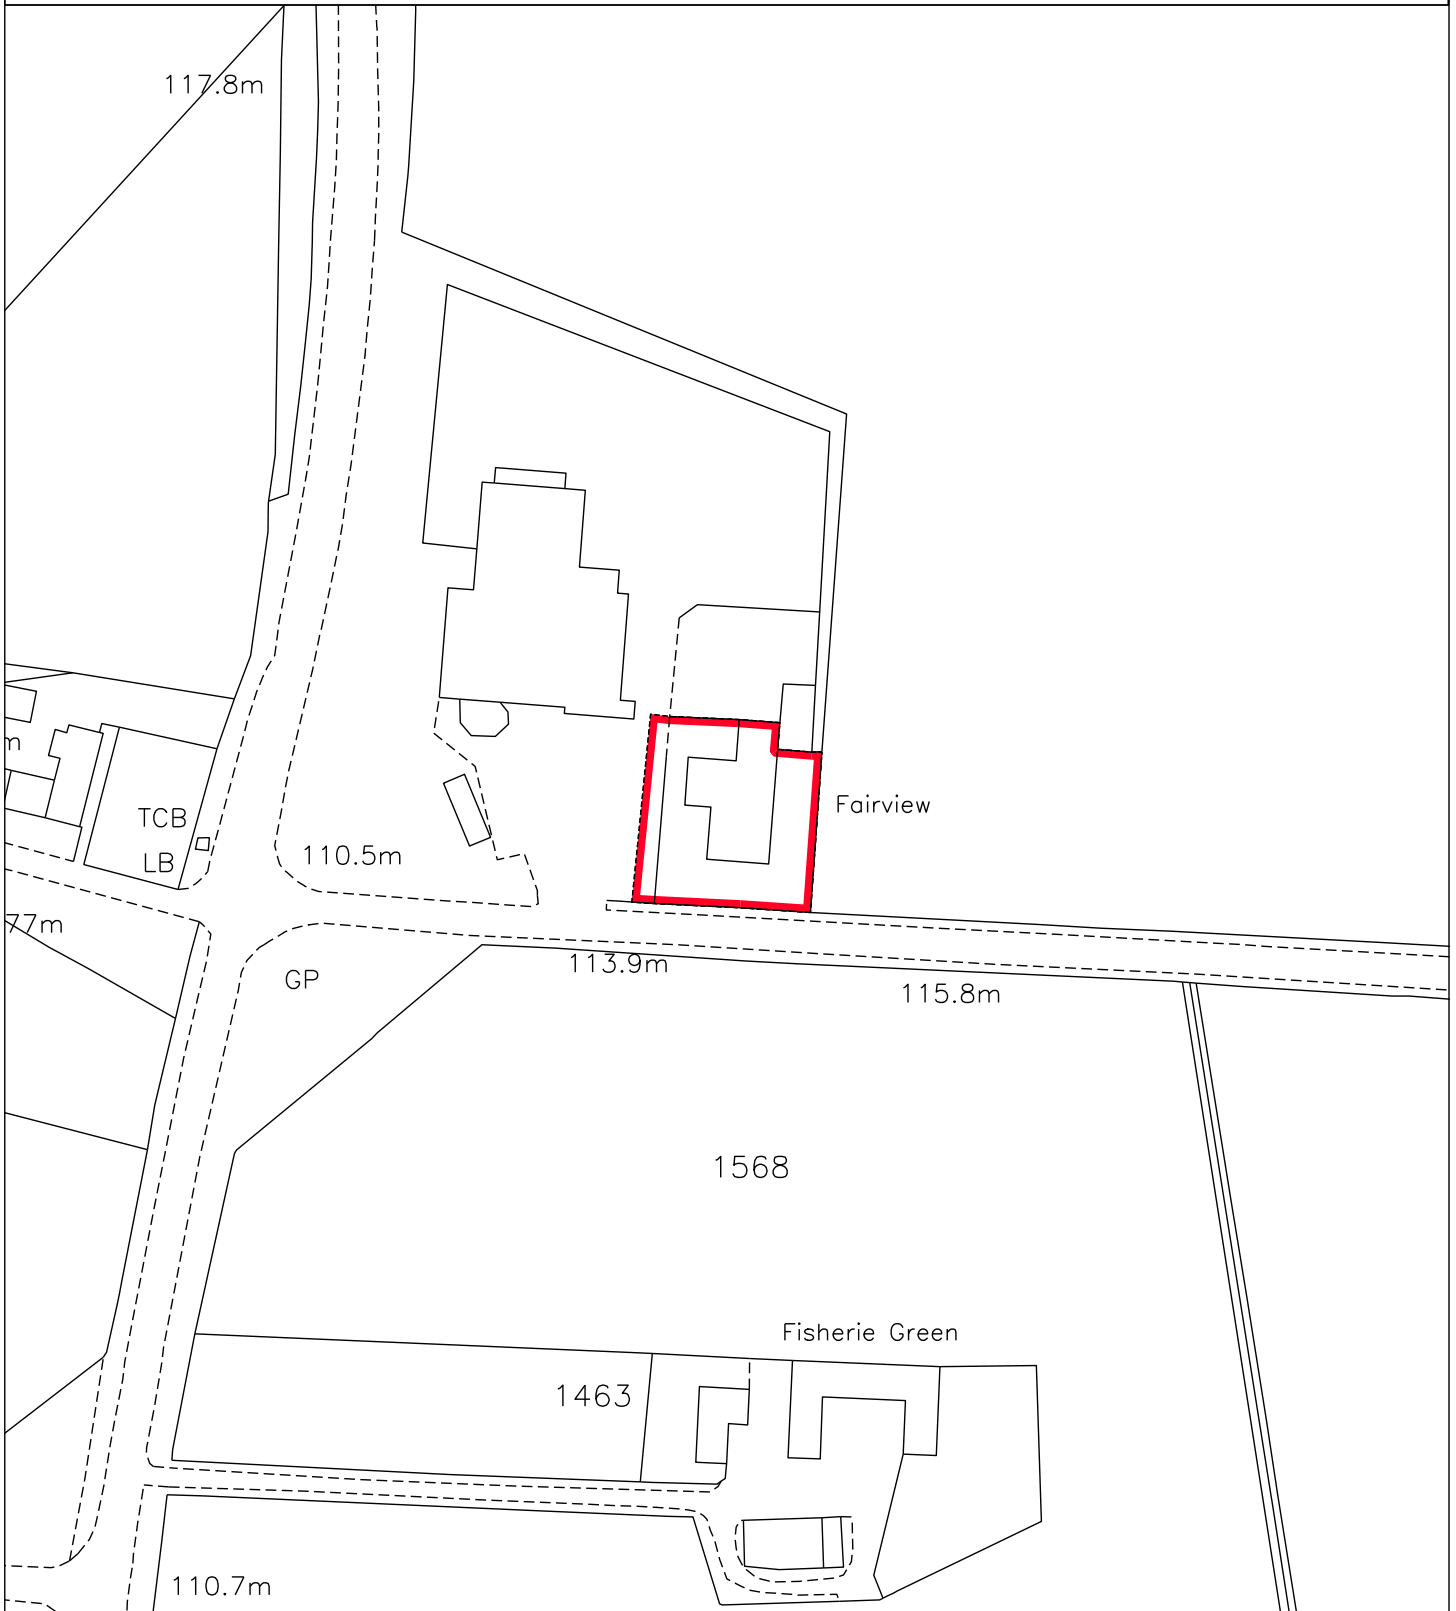 117.8m
m
TCB
Fairview
LB
110.5m
77m
113.9m
GP
115.8m
1568
Fisherie Green
1463
110.7m